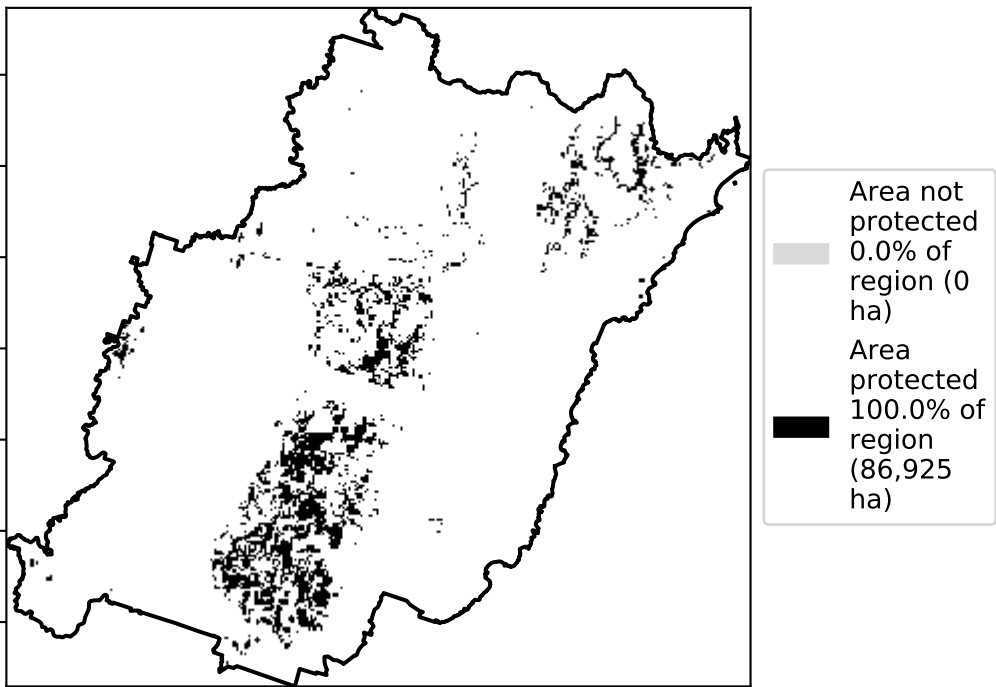 Area not
protected
0.0% of
region (0
ha)
Area
protected
100.0% of
region
(86,925
ha)